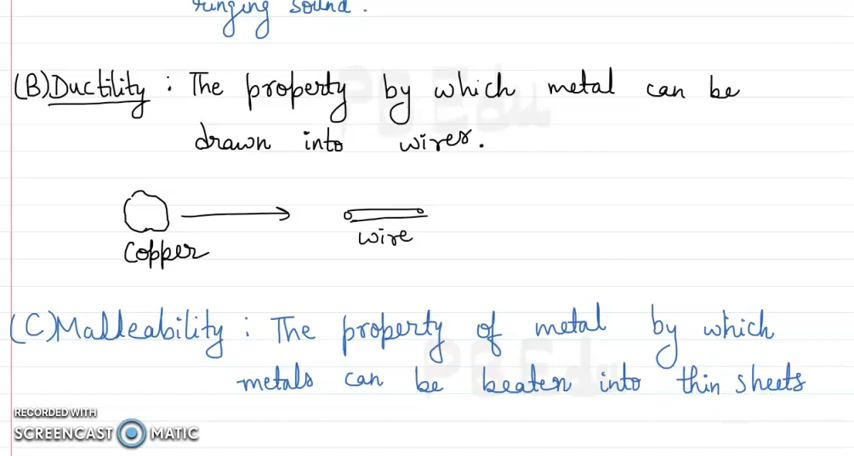 ringing sound.
(B) Ductility : The property by which metal can be
drawn into wires.
Copper
wire
(C) Malleability : The property of metal by which
metals can be beaten into thin sheets
RECORDED WITH
SCREENCAST MATIC